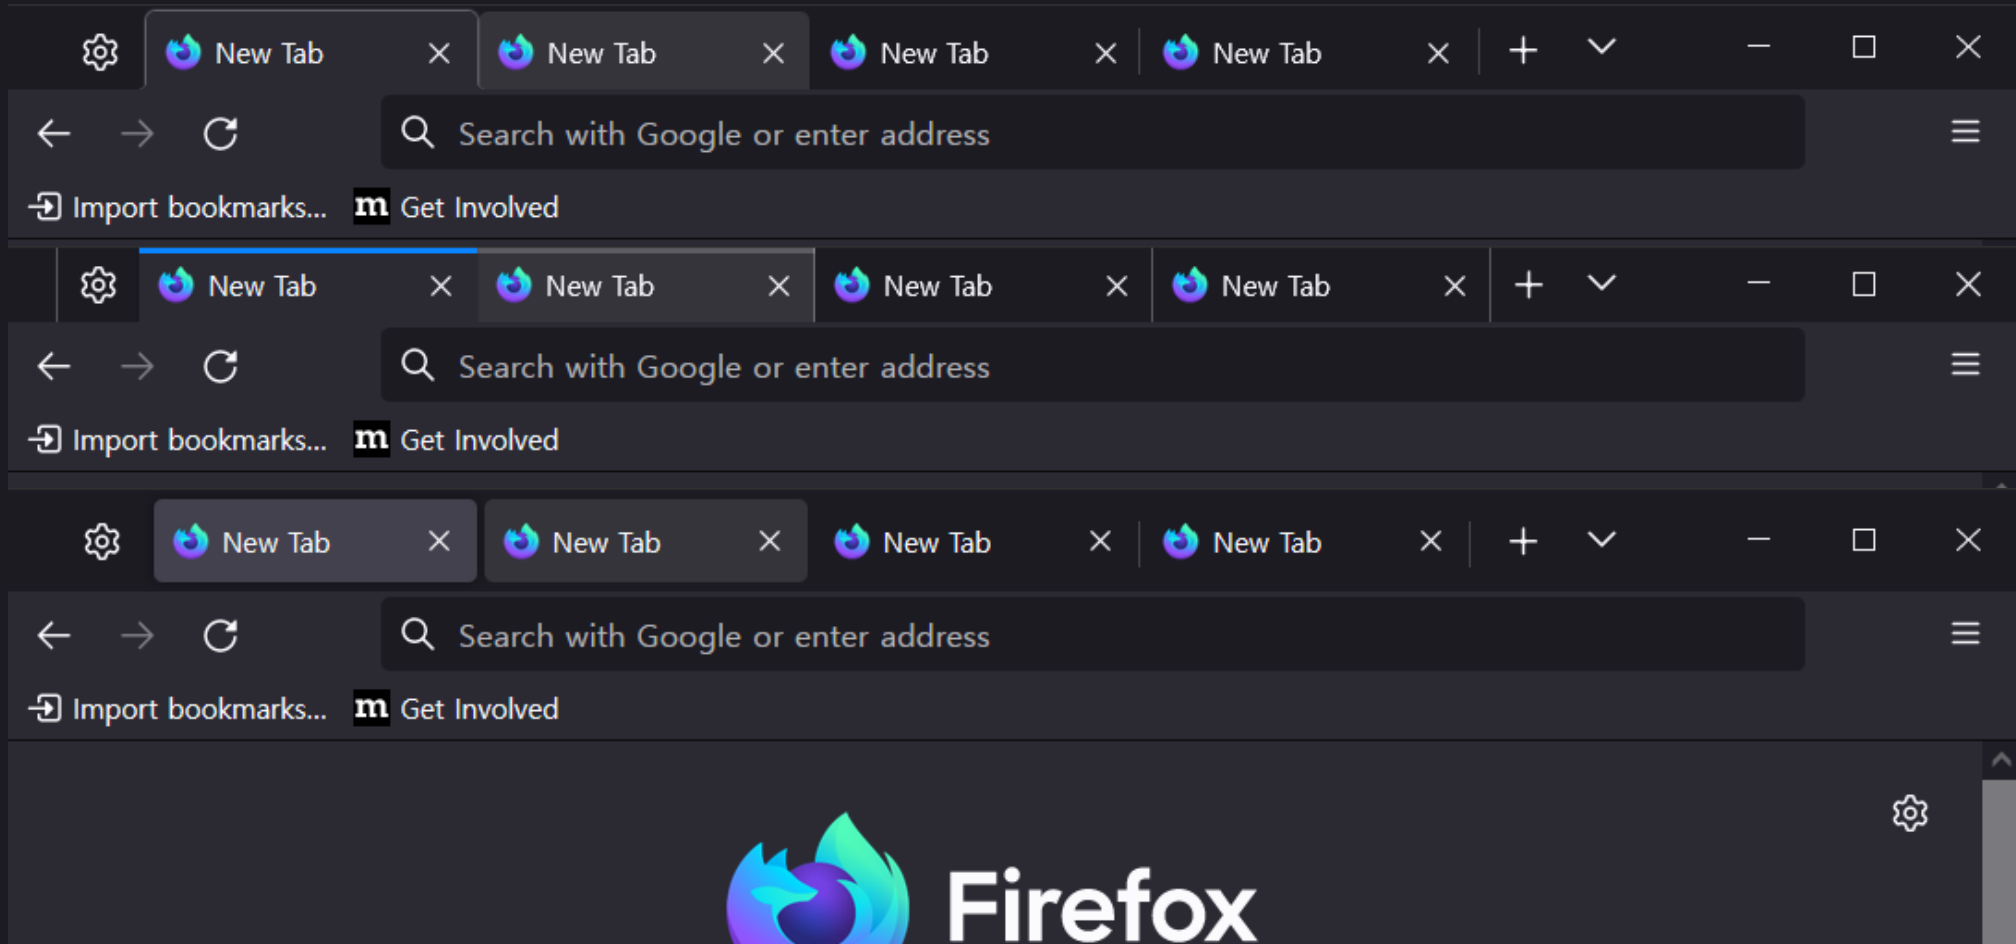 New Tab New Tab New Tab New Tab
Search with Google or enter address
Import bookmarks... m Get Involved
New Tab New Tab New Tab New Tab
Search with Google or enter address
Import bookmarks... m Get Involved
New Tab New Tab New Tab New Tab
Search with Google or enter address
Import bookmarks... m Get Involved
Firefox